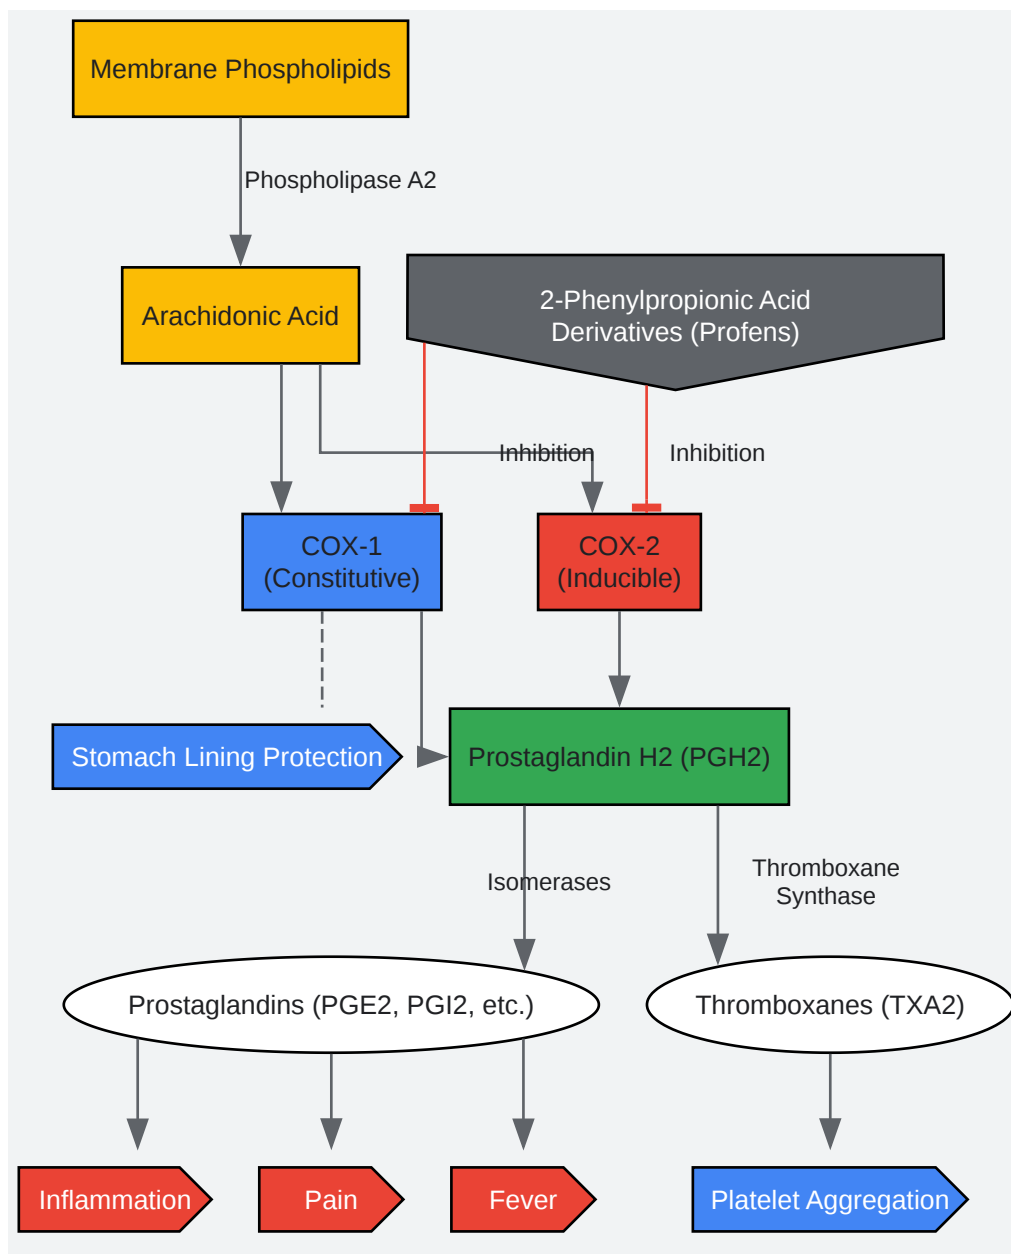 Membrane Phospholipids
Phospholipase A2
Arachidonic Acid
2-Phenylpropionic Acid
Derivatives (Profens)
Inhibition
Inhibition
COX-1
(Constitutive)
COX-2
(Inducible)
Stomach Lining Protection
Prostaglandin H2 (PGH2)
Isomerases
Thromboxane
Synthase
Prostaglandins (PGE2, PGI2, etc.)
Thromboxanes (TXA2)
Inflammation
Pain
Fever
Platelet Aggregation